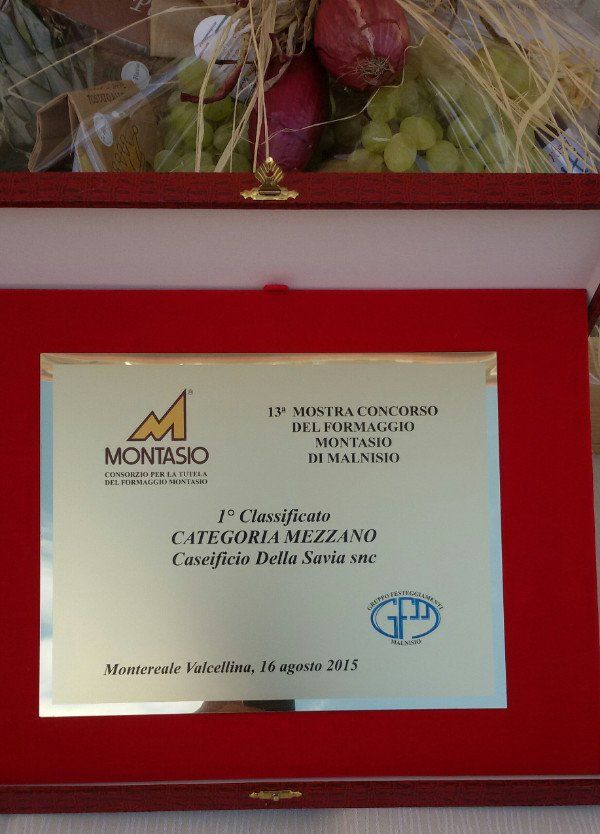 MONTASIO
CONSORZIO PER LA TUTELA
DEL FORMAGGIO MONTASIO
13ª MOSTRA CONCORSO
DEL FORMAGGIO
MONTASIO
DI MALNISIO
1° Classificato
CATEGORIA MEZZANO
Caseificio Della Savia snc
GRUPPO FESTEGGIAMENTI
GFM
MALNISIO
Montereale Valcellina, 16 agosto 2015